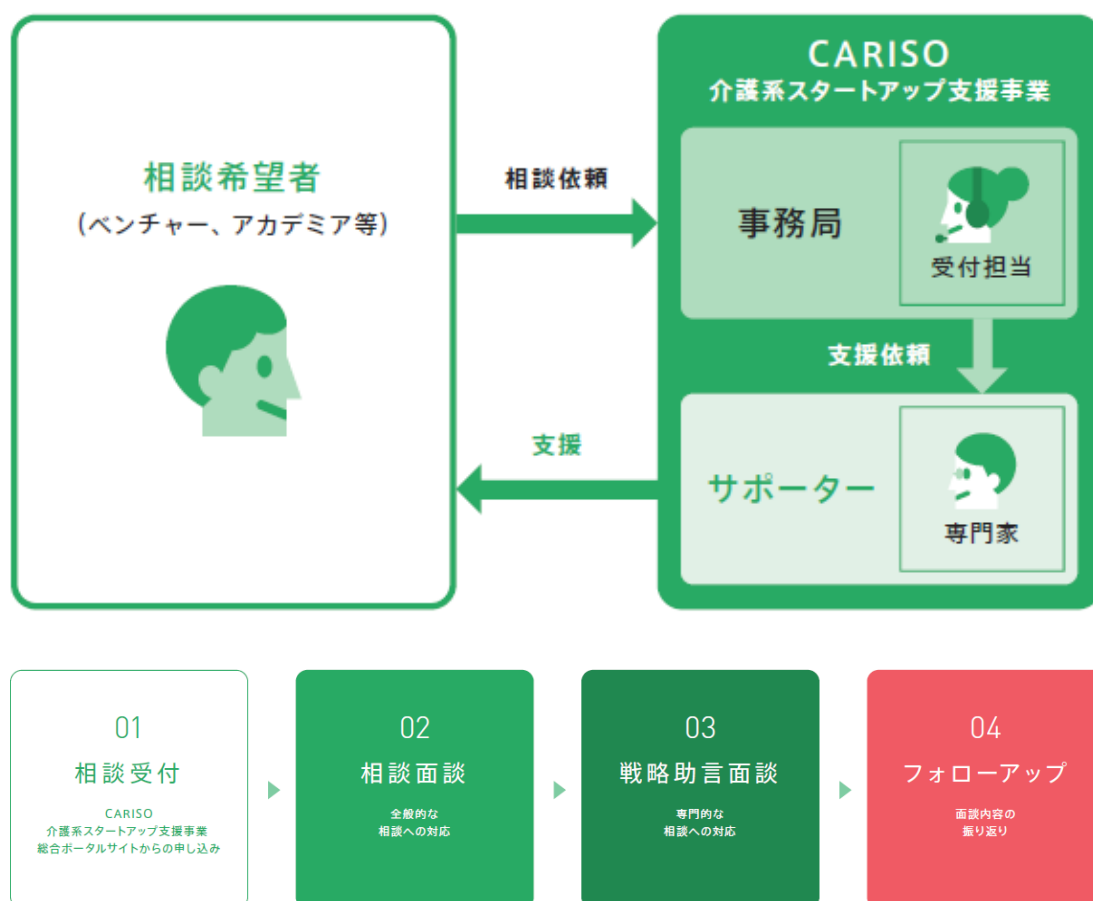 CARISO
介護系スタートアップ支援事業
相談希望者
(ベンチャー、アカデミア等)
相談依頼
事務局
受付担当
支援依頼
支援
サポーター
専門家
01
相談受付
CARISO
介護系スタートアップ支援事業
総合ポータルサイトからの申し込み
02
相談面談
全般的な
相談への対応
03
戦略助言面談
専門的な
相談への対応
04
フォローアップ
面談内容の
振り返り